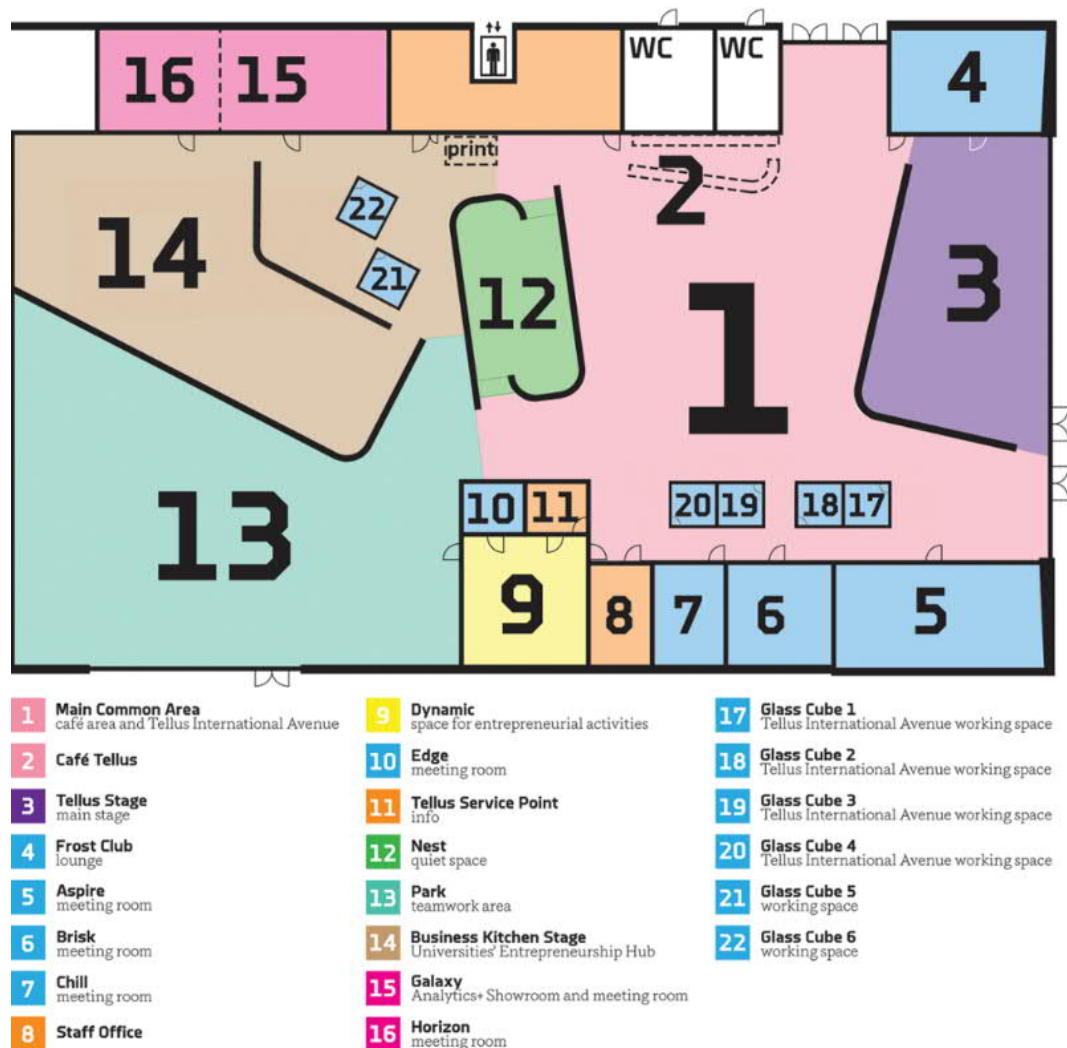 16
15
WC
WC
4
print
2
22
14
21
12
3
1
10
11
20
19
18
17
13
9
8
7
6
5
1 Main Common Area
café area and Tellus International Avenue
2 Café Tellus
3 Tellus Stage
main stage
4 Frost Club
lounge
5 Aspire
meeting room
6 Brisk
meeting room
7 Chill
meeting room
8 Staff Office
9 Dynamic
space for entrepreneurial activities
10 Edge
meeting room
11 Tellus Service Point
info
12 Nest
quiet space
13 Park
teamwork area
14 Business Kitchen Stage
Universities' Entrepreneurship Hub
15 Galaxy
Analytics+ Showroom and meeting room
16 Horizon
meeting room
17 Glass Cube 1
Tellus International Avenue working space
18 Glass Cube 2
Tellus International Avenue working space
19 Glass Cube 3
Tellus International Avenue working space
20 Glass Cube 4
Tellus International Avenue working space
21 Glass Cube 5
working space
22 Glass Cube 6
working space